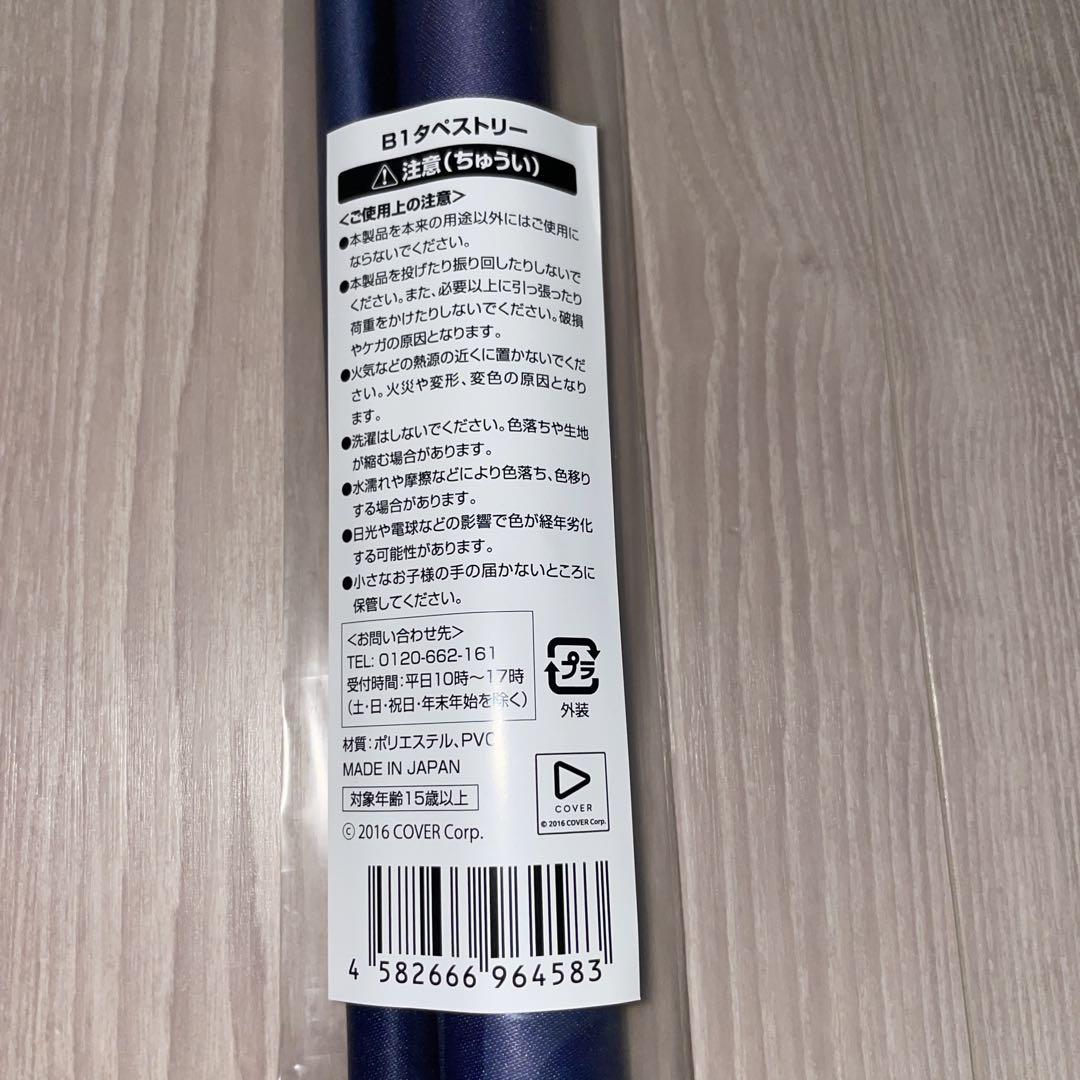 B1タペストリー
注意(ちゅうい)
<ご使用上の注意>
●本製品を本来の用途以外にはご使用に
ならないでください。
●本製品を投げたり振り回したりしないで
ください。また、必要以上に引っ張ったり
荷重をかけたりしないでください。破損
やケガの原因となります。
●火気などの熱源の近くに置かないでくだ
さい。火災や変形、変色の原因となり
ます。
●洗濯はしないでください。色落ちや生地
が縮む場合があります。
●水濡れや摩擦などにより色落ち、色移り
する場合があります。
●日光や電球などの影響で色が経年劣化
する可能性があります。
●小さなお子様の手の届かないところに
保管してください。
<お問い合わせ先>
TEL: 0120-662-161
受付時間:平日10時~17時
(土・日・祝日・年末年始を除く)
プラ
外装
材質:ポリエステル、PVC
MADE IN JAPAN
対象年齢15歳以上
© 2016 COVER Corp.
COVER
© 2016 COVER Corp.
4 582666 964583